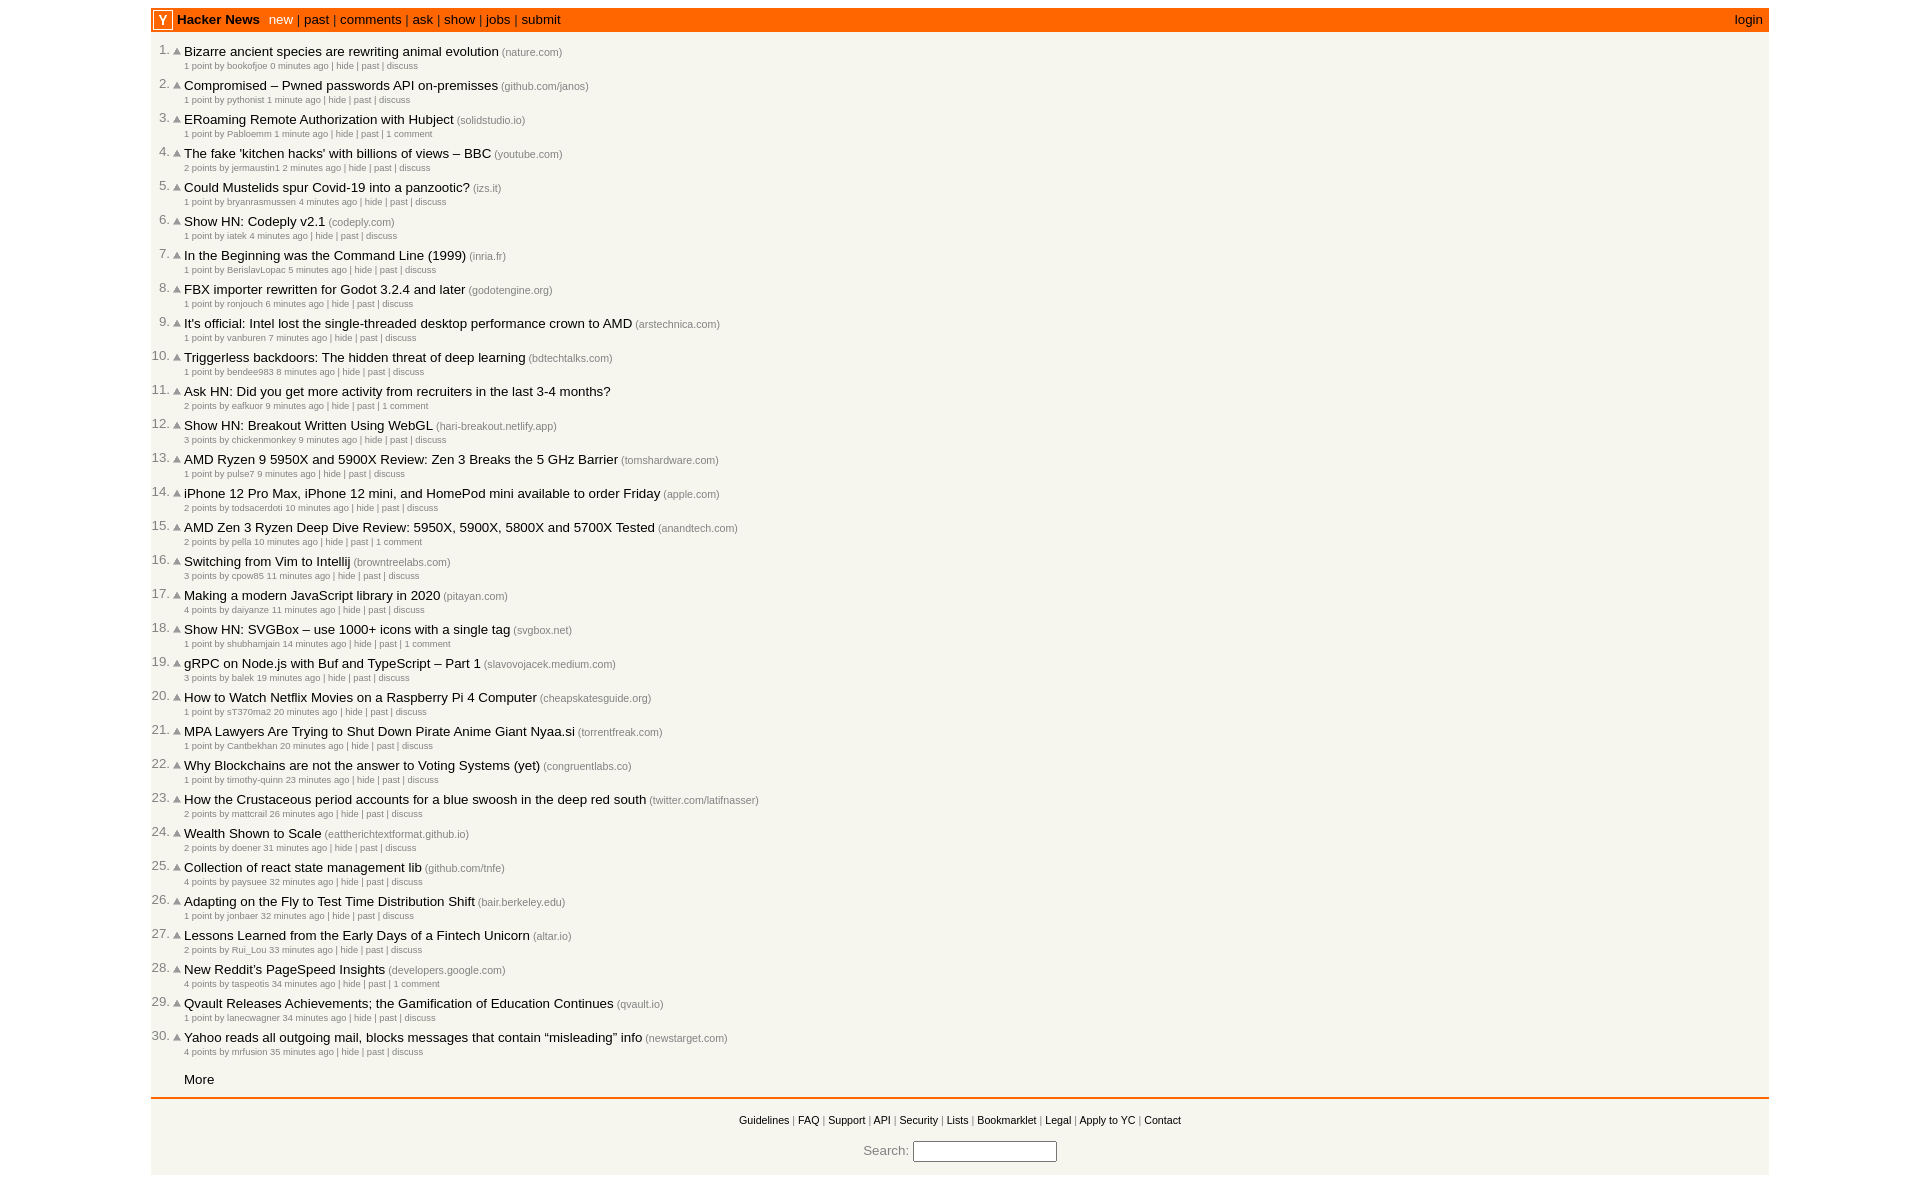 Y Hacker News new | past | comments | ask | show | jobs | submit login
1. Bizarre ancient species are rewriting animal evolution (nature.com)
1 point by bookofjoe 0 minutes ago | hide | past | discuss
2. Compromised – Pwned passwords API on-premisses (github.com/janos)
1 point by pythonist 1 minute ago | hide | past | discuss
3. ERoaming Remote Authorization with Hubject (solidstudio.io)
1 point by Pabloemm 1 minute ago | hide | past | 1 comment
4. The fake 'kitchen hacks' with billions of views – BBC (youtube.com)
2 points by jermaustin1 2 minutes ago | hide | past | discuss
5. Could Mustelids spur Covid-19 into a panzootic? (izs.it)
1 point by bryanrasmussen 4 minutes ago | hide | past | discuss
6. Show HN: Codeply v2.1 (codeply.com)
1 point by iatek 4 minutes ago | hide | past | discuss
7. In the Beginning was the Command Line (1999) (inria.fr)
1 point by BerislavLopac 5 minutes ago | hide | past | discuss
8. FBX importer rewritten for Godot 3.2.4 and later (godotengine.org)
1 point by ronjouch 6 minutes ago | hide | past | discuss
9. It's official: Intel lost the single-threaded desktop performance crown to AMD (arstechnica.com)
1 point by vanburen 7 minutes ago | hide | past | discuss
10. Triggerless backdoors: The hidden threat of deep learning (bdtechtalks.com)
1 point by bendee983 8 minutes ago | hide | past | discuss
11. Ask HN: Did you get more activity from recruiters in the last 3-4 months?
2 points by eafkuor 9 minutes ago | hide | past | 1 comment
12. Show HN: Breakout Written Using WebGL (hari-breakout.netlify.app)
3 points by chickenmonkey 9 minutes ago | hide | past | discuss
13. AMD Ryzen 9 5950X and 5900X Review: Zen 3 Breaks the 5 GHz Barrier (tomshardware.com)
1 point by pulse7 9 minutes ago | hide | past | discuss
14. iPhone 12 Pro Max, iPhone 12 mini, and HomePod mini available to order Friday (apple.com)
2 points by todsacerdoti 10 minutes ago | hide | past | discuss
15. AMD Zen 3 Ryzen Deep Dive Review: 5950X, 5900X, 5800X and 5700X Tested (anandtech.com)
2 points by pella 10 minutes ago | hide | past | 1 comment
16. Switching from Vim to Intellij (browntreelabs.com)
3 points by cpow85 11 minutes ago | hide | past | discuss
17. Making a modern JavaScript library in 2020 (pitayan.com)
4 points by daiyanze 11 minutes ago | hide | past | discuss
18. Show HN: SVGBox – use 1000+ icons with a single tag (svgbox.net)
1 point by shubhamjain 14 minutes ago | hide | past | 1 comment
19. gRPC on Node.js with Buf and TypeScript – Part 1 (slavovojacek.medium.com)
3 points by balek 19 minutes ago | hide | past | discuss
20. How to Watch Netflix Movies on a Raspberry Pi 4 Computer (cheapskatesguide.org)
1 point by sT370ma2 20 minutes ago | hide | past | discuss
21. MPA Lawyers Are Trying to Shut Down Pirate Anime Giant Nyaa.si (torrentfreak.com)
1 point by Cantbekhan 20 minutes ago | hide | past | discuss
22. Why Blockchains are not the answer to Voting Systems (yet) (congruentlabs.co)
1 point by timothy-quinn 23 minutes ago | hide | past | discuss
23. How the Crustaceous period accounts for a blue swoosh in the deep red south (twitter.com/latifnasser)
2 points by mattcrail 26 minutes ago | hide | past | discuss
24. Wealth Shown to Scale (eattherichtextformat.github.io)
2 points by doener 31 minutes ago | hide | past | discuss
25. Collection of react state management lib (github.com/tnfe)
4 points by paysuee 32 minutes ago | hide | past | discuss
26. Adapting on the Fly to Test Time Distribution Shift (bair.berkeley.edu)
1 point by jonbaer 32 minutes ago | hide | past | discuss
27. Lessons Learned from the Early Days of a Fintech Unicorn (altar.io)
2 points by Rui_Lou 33 minutes ago | hide | past | discuss
28. New Reddit’s PageSpeed Insights (developers.google.com)
4 points by taspeotis 34 minutes ago | hide | past | 1 comment
29. Qvault Releases Achievements; the Gamification of Education Continues (qvault.io)
1 point by lanecwagner 34 minutes ago | hide | past | discuss
30. Yahoo reads all outgoing mail, blocks messages that contain “misleading” info (newstarget.com)
4 points by mrfusion 35 minutes ago | hide | past | discuss
More
Guidelines | FAQ | Support | API | Security | Lists | Bookmarklet | Legal | Apply to YC | Contact
Search: